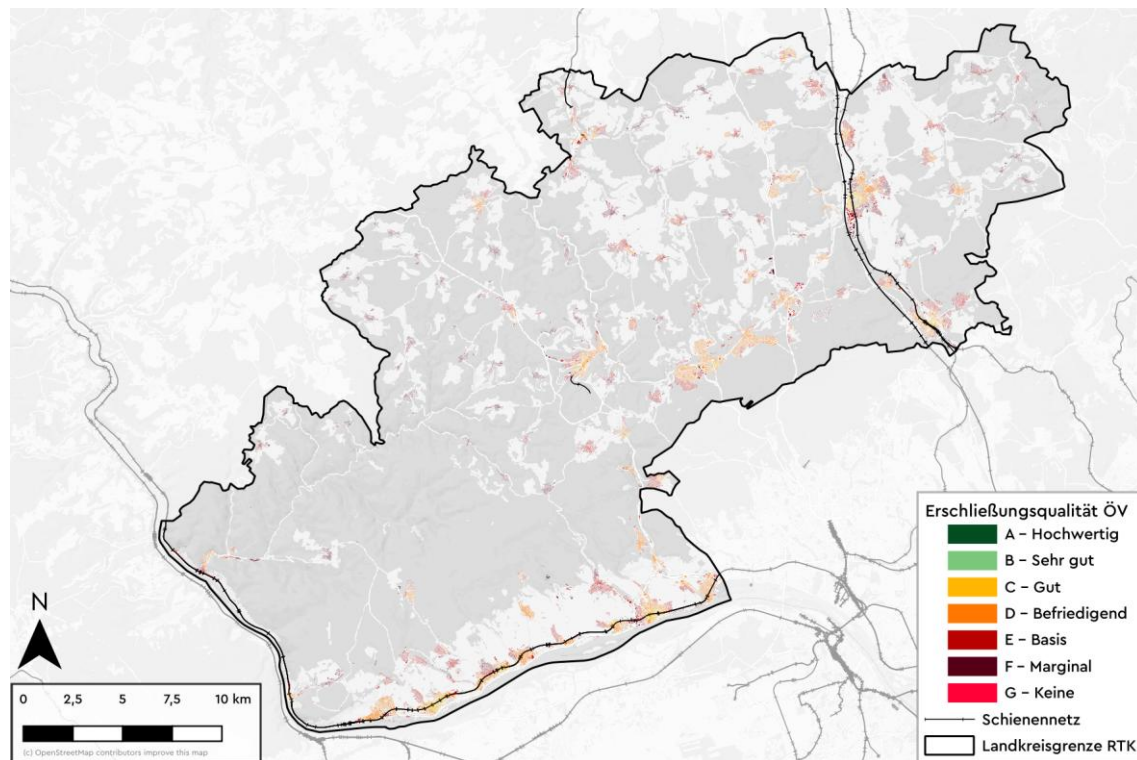 N
0 2,5 5 7,5 10 km
(c) OpenStreetMap contributors improve this map
Erschließungsqualität ÖV
A – Hochwertig
B – Sehr gut
C – Gut
D – Befriedigend
E – Basis
F – Marginal
G – Keine
Schienennetz
Landkreisgrenze RTK